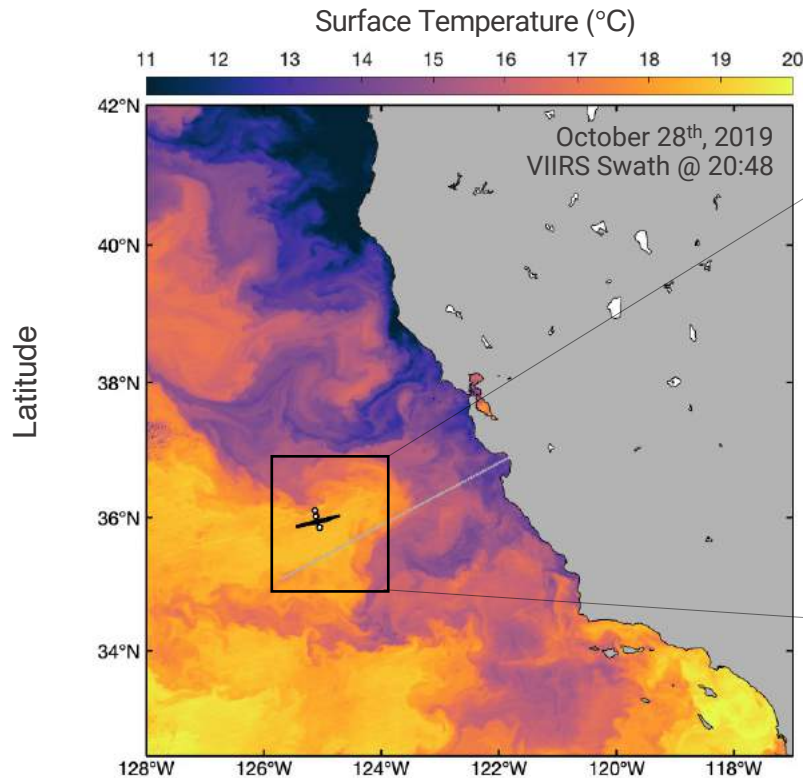 Surface Temperature (°C)
11 12 13 14 15 16 17 18 19 20
42°N
October 28th, 2019
VIIRS Swath @ 20:48
40°N
Latitude
38°N
36°N
34°N
128°W 126°W 124°W 122°W 120°W 118°W